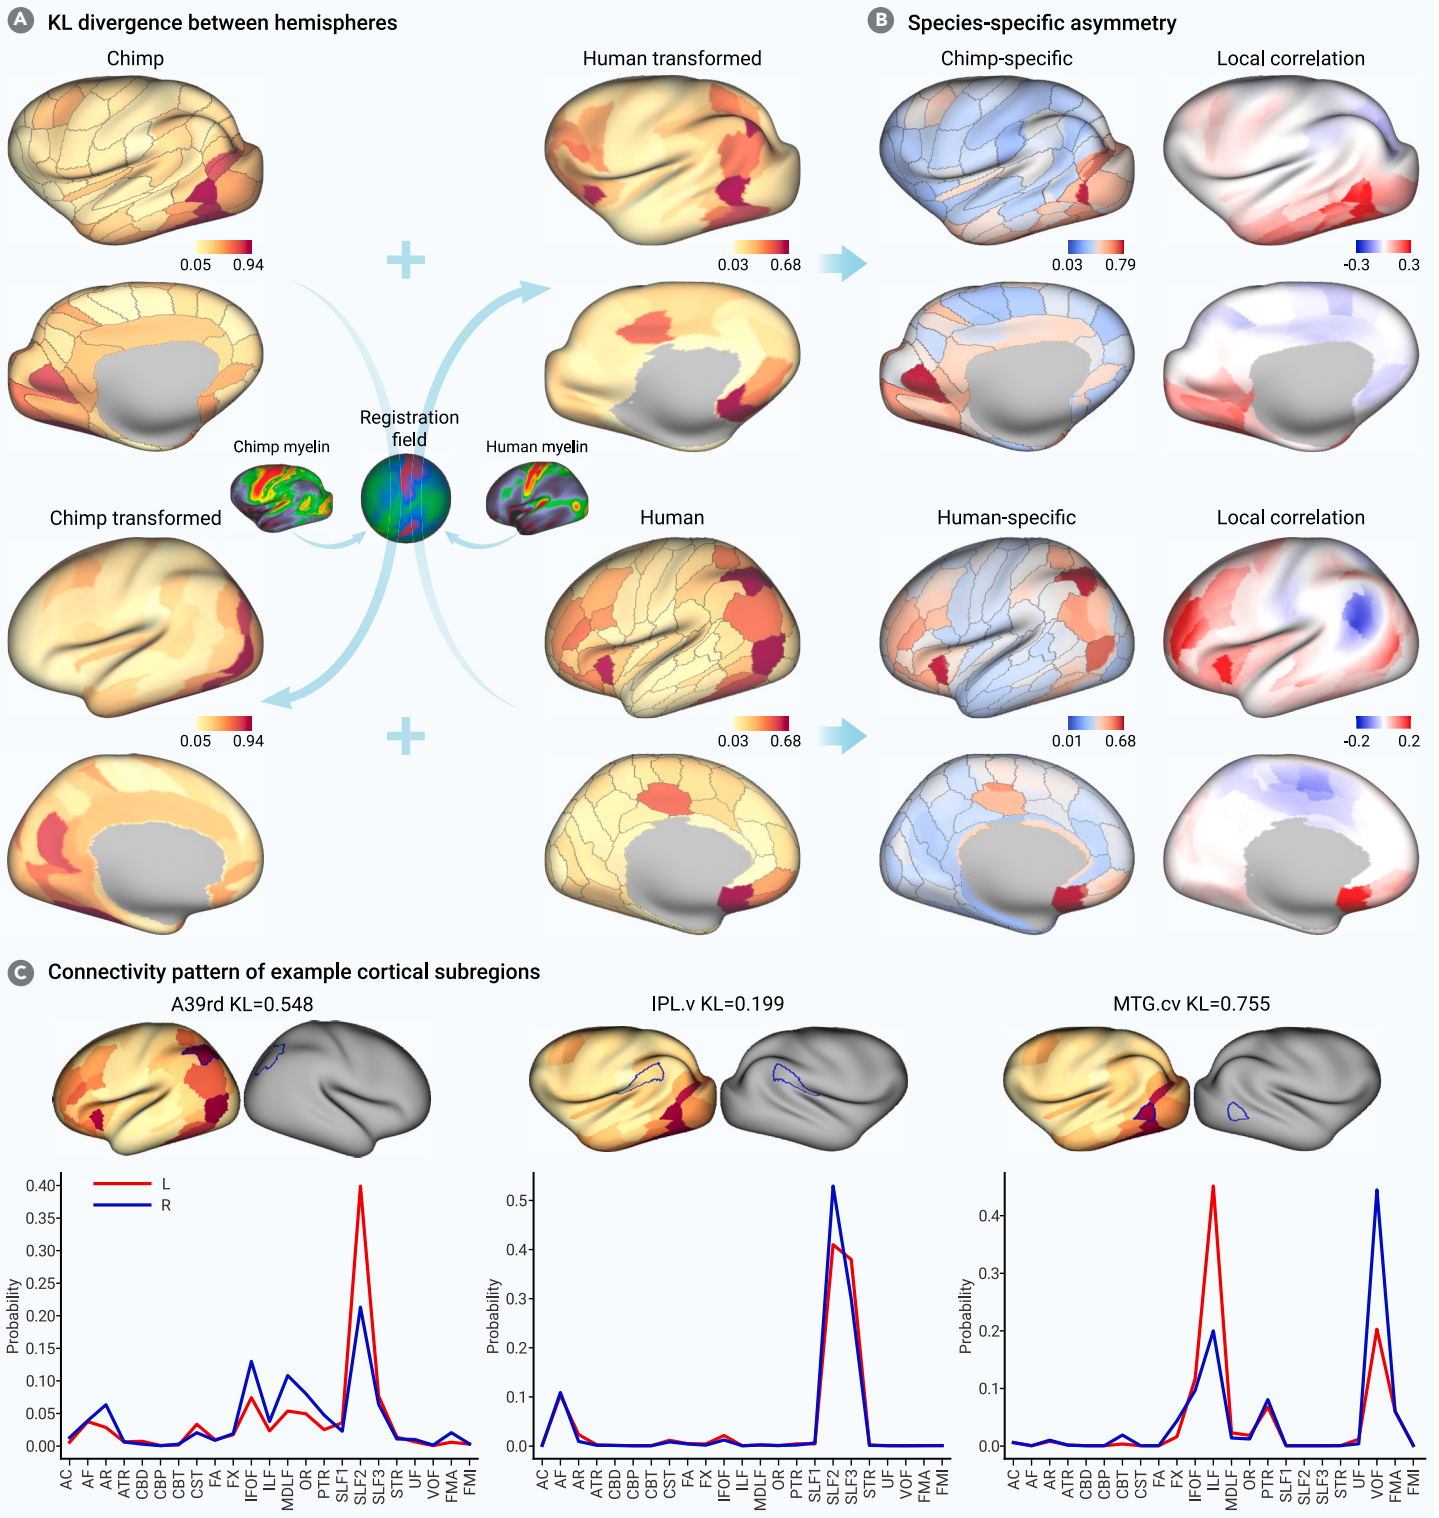 A KL divergence between hemispheres
B Species-specific asymmetry
Chimp
Human transformed
Chimp-specific
Local correlation
0.05 0.94
0.03 0.68
0.03 0.79
-0.3 0.3
Registration
field
Chimp myelin
Human myelin
Chimp transformed
Human
Human-specific
Local correlation
0.05 0.94
0.03 0.68
0.01 0.68
-0.2 0.2
C Connectivity pattern of example cortical subregions
A39rd KL=0.548
IPL.v KL=0.199
MTG.cv KL=0.755
L
R
Probability
0.40
0.35
0.30
0.25
0.20
0.15
0.10
0.05
0.00
AC AF AR ATR CBD CBP CBT CST FA FX IFOF ILF MDLF OR PTR SLF1 SLF2 SLF3 STR UF VOF FMA FMI
Probability
0.5
0.4
0.3
0.2
0.1
0.0
AC AF AR ATR CBD CBP CBT CST FA FX IFOF ILF MDLF OR PTR SLF1 SLF2 SLF3 STR UF VOF FMA FMI
Probability
0.4
0.3
0.2
0.1
0.0
AC AF AR ATR CBD CBP CBT CST FA FX IFOF ILF MDLF OR PTR SLF1 SLF2 SLF3 STR UF VOF FMA FMI